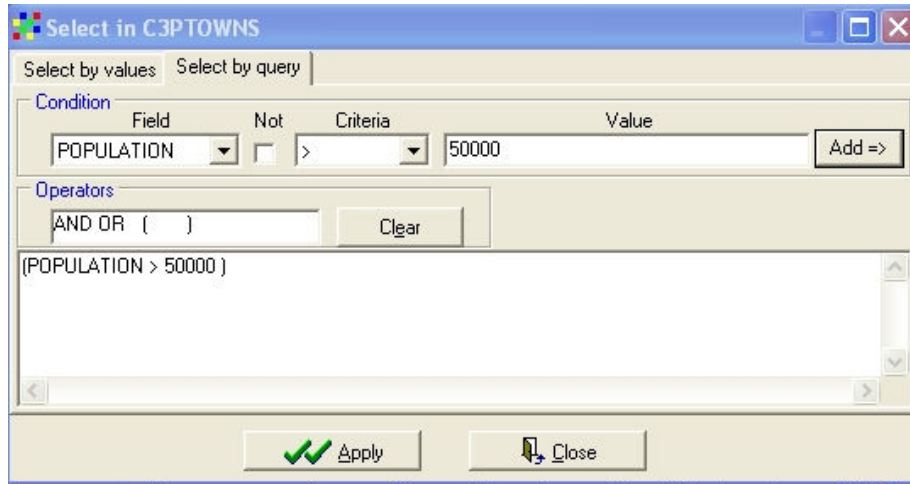 Select in C3PTOWNS
Select by values Select by query
Condition
Field Not Criteria Value
POPULATION > 50000 Add =>
Operators
AND OR ( ) Clear
(POPULATION > 50000 )
Apply Close